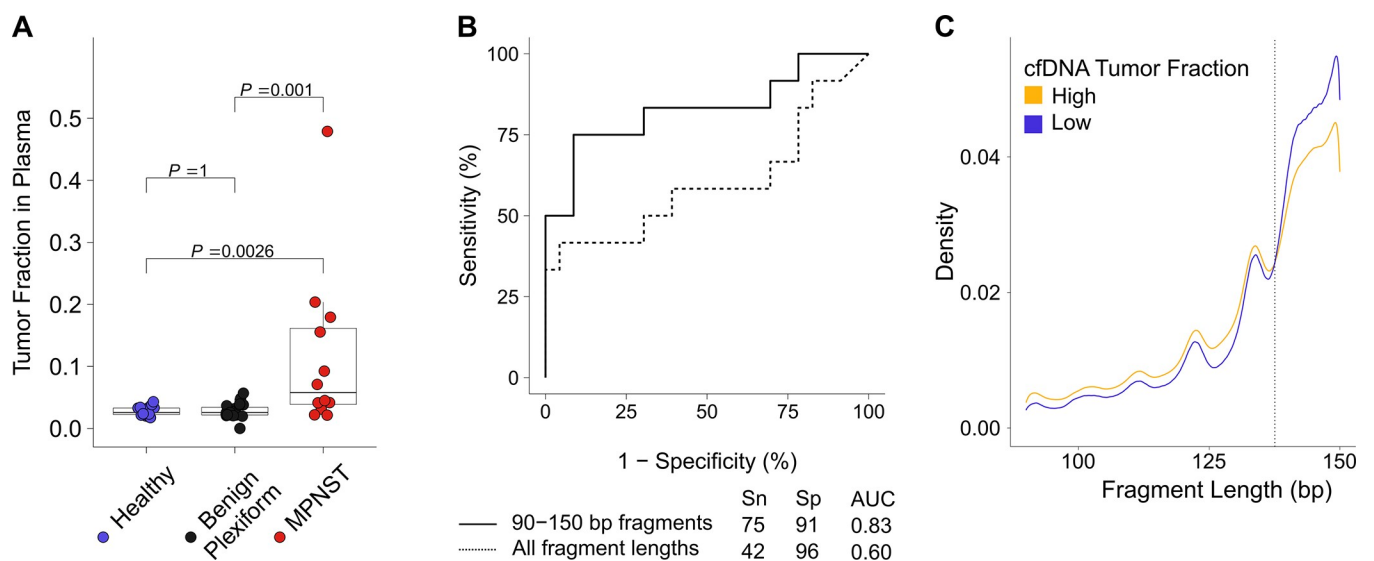 A
Tumor Fraction in Plasma
0.5
0.4
0.3
0.2
0.1
0.0
P =0.001
P =1
P =0.0026
Healthy
Benign
Plexiform
MPNST
B
Sensitivity (%)
100
75
50
25
0
0 25 50 75 100
1 − Specificity (%)
Sn Sp AUC
90−150 bp fragments 75 91 0.83
All fragment lengths 42 96 0.60
C
cfDNA Tumor Fraction
High
Low
Density
0.04
0.02
0.00
100 125 150
Fragment Length (bp)